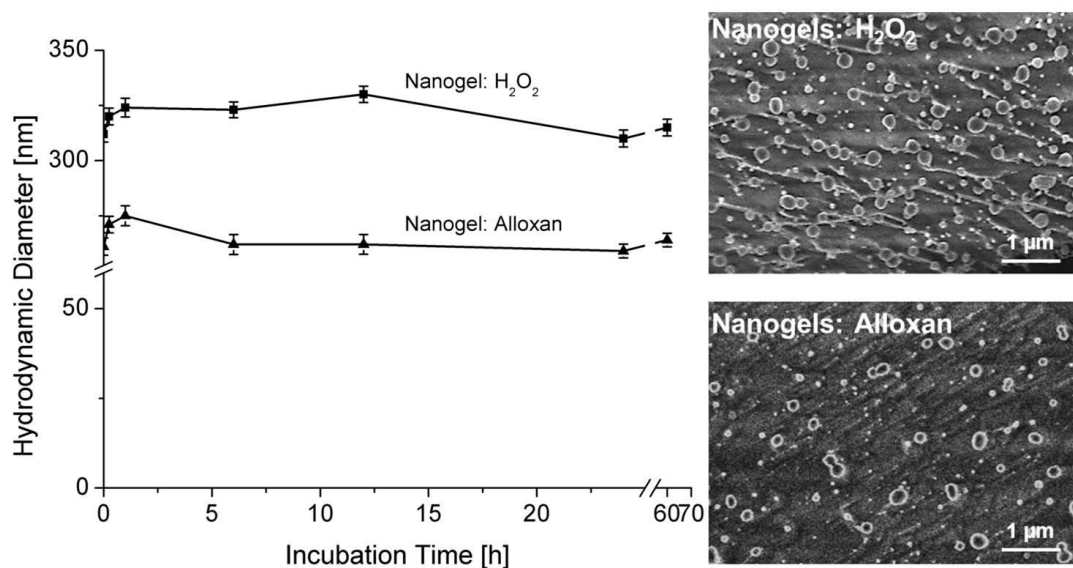 350
300
50
0
Hydrodynamic Diameter [nm]
Nanogel: H₂O₂
Nanogel: Alloxan
0 5 10 15 20 60 70
Incubation Time [h]
Nanogels: H₂O₂
1 µm
Nanogels: Alloxan
1 µm